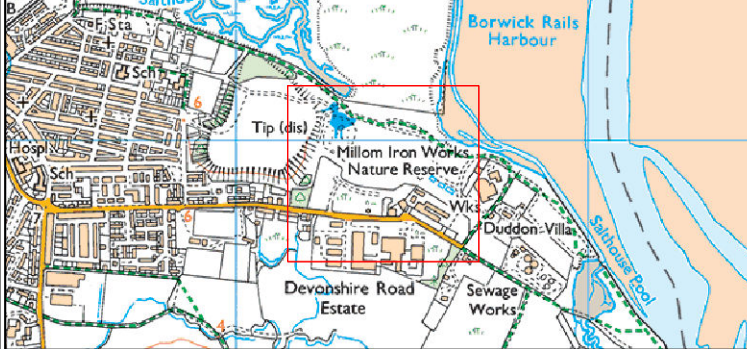 B
Salthouse
F Sta
Sch
6
Borwick Rails
Harbour
Tip (dis)
Hospl
Sch
Millom Iron Works
Nature Reserve
Wks
6
Duddon Villa
Salthouse Pool
Devonshire Road
Estate
Sewage
Works
4